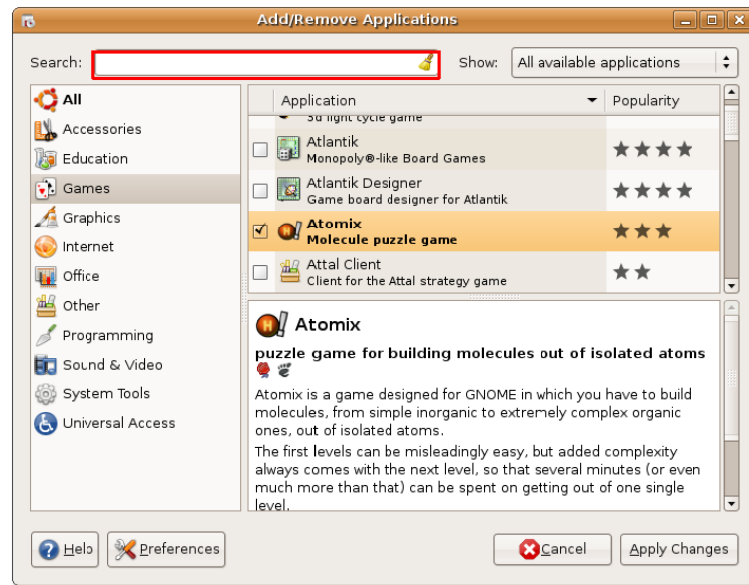 Add/Remove Applications
Search:
Show:
All available applications
All
Accessories
Education
Games
Graphics
Internet
Office
Other
Programming
Sound & Video
System Tools
Universal Access
Application
Popularity
3d light cycle game
Atlantik
Monopoly®-like Board Games
Atlantik Designer
Game board designer for Atlantik
Atomix
Molecule puzzle game
Attal Client
Client for the Attal strategy game
Atomix
puzzle game for building molecules out of isolated atoms
Atomix is a game designed for GNOME in which you have to build
molecules, from simple inorganic to extremely complex organic
ones, out of isolated atoms.
The first levels can be misleadingly easy, but added complexity
always comes with the next level, so that several minutes (or even
much more than that) can be spent on getting out of one single
level.
Help
Preferences
Cancel
Apply Changes